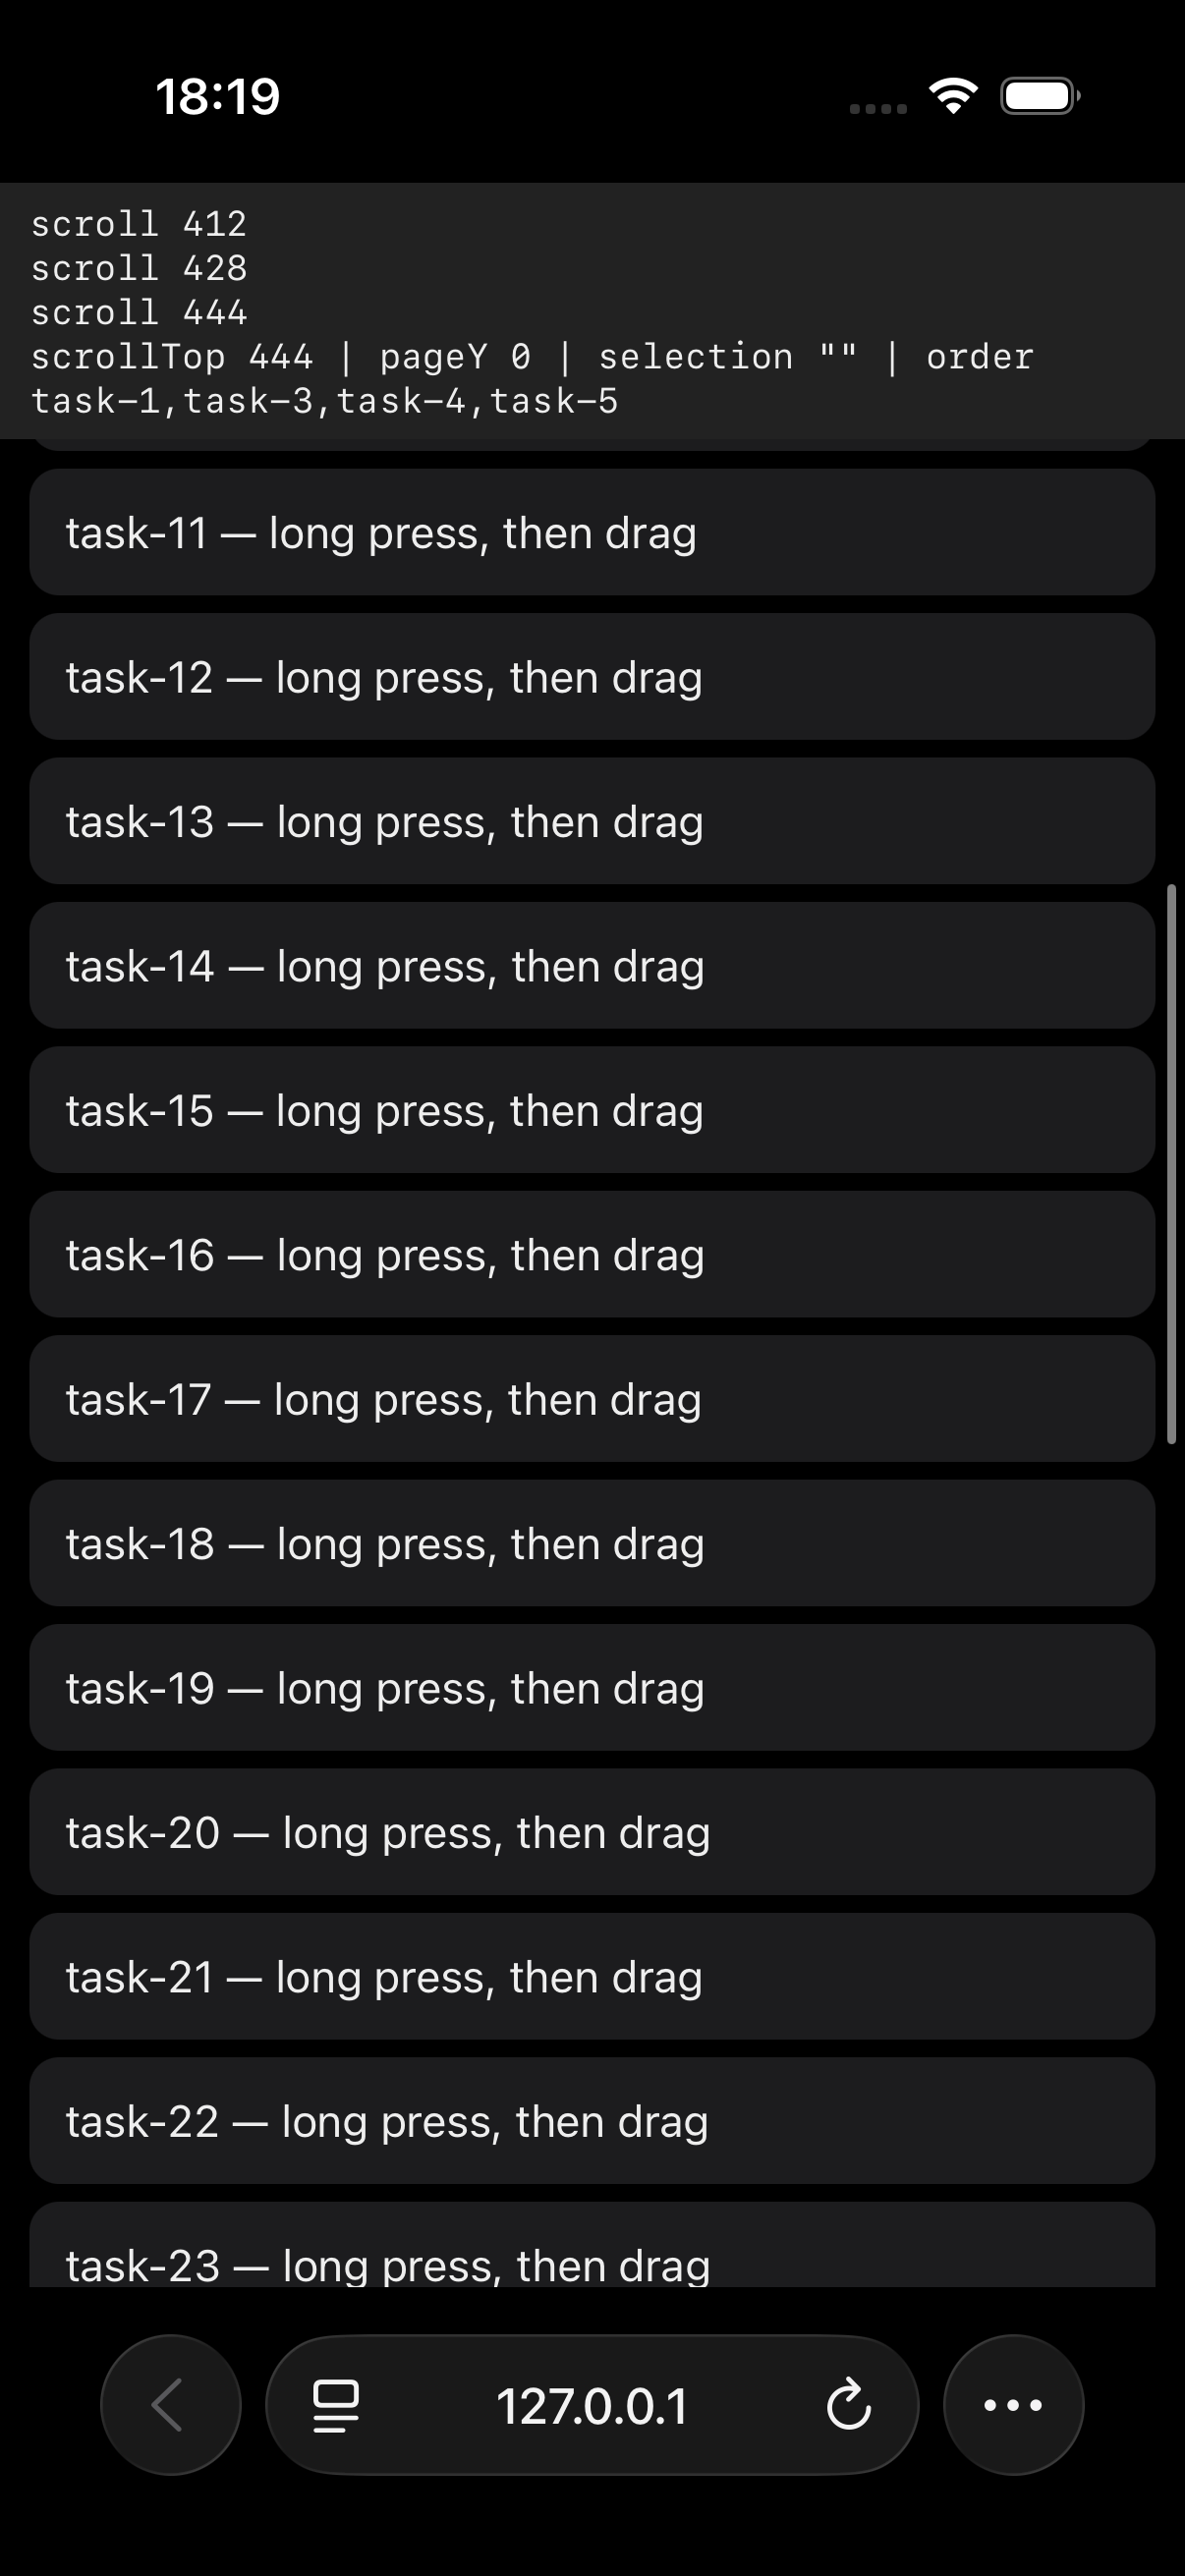 18:19
scroll 412
scroll 428
scroll 444
scrollTop 444 | pageY 0 | selection "" | order
task-1,task-3,task-4,task-5
task-11 — long press, then drag
task-12 — long press, then drag
task-13 — long press, then drag
task-14 — long press, then drag
task-15 — long press, then drag
task-16 — long press, then drag
task-17 — long press, then drag
task-18 — long press, then drag
task-19 — long press, then drag
task-20 — long press, then drag
task-21 — long press, then drag
task-22 — long press, then drag
task-23 — long press, then drag
127.0.0.1